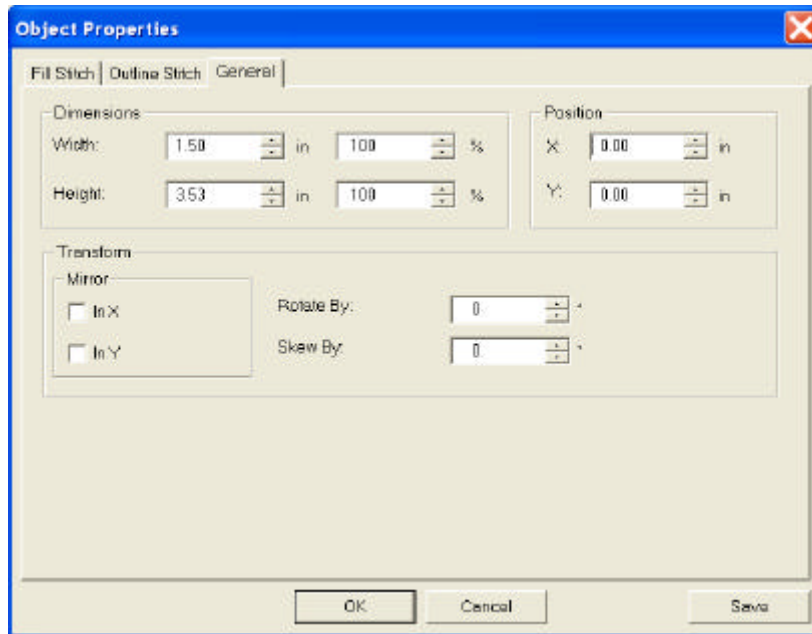 Object Properties
Fill Stitch Outline Stitch General
Dimensions Position
Width: 1.50 in 100 % X: 0.00 in
Height: 3.53 in 100 % Y: 0.00 in
Transform
Mirror
In X Rotate By: 0 °
In Y Skew By: 0 °
OK Cancel Save